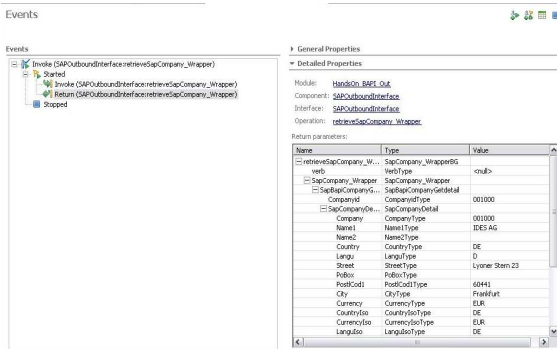 Events
Events
Invoke (SAPOutboundInterface:retrieveSapCompany_Wrapper)
Started
Invoke (SAPOutboundInterface:retrieveSapCompany_Wrapper)
Return (SAPOutboundInterface:retrieveSapCompany_Wrapper)
Stopped
General Properties
Detailed Properties
Module: HandsOn_BAPI_Out
Component: SAPOutboundInterface
Interface: SAPOutboundInterface
Operation: retrieveSapCompany_Wrapper
Return parameters:
Name Type Value
retrieveSapCompany_W... SapCompany_WrapperBG
verb VerbType <null>
SapCompany_Wrapper SapCompany_Wrapper
SapBapiCompanyG... SapBapiCompanyGetdetail
Companyid CompanyidType 001000
SapCompanyDe... SapCompanyDetail
Company CompanyType 001000
Name1 Name1Type IDES AG
Name2 Name2Type
Country CountryType DE
Langu LanguType D
Street StreetType Lyoner Stern 23
PoBox PoBoxType
PostlCod1 PostlCod1Type 60441
City CityType Frankfurt
Currency CurrencyType EUR
CountryIso CountryIsoType DE
CurrencyIso CurrencyIsoType EUR
LanguIso LanguIsoType DE